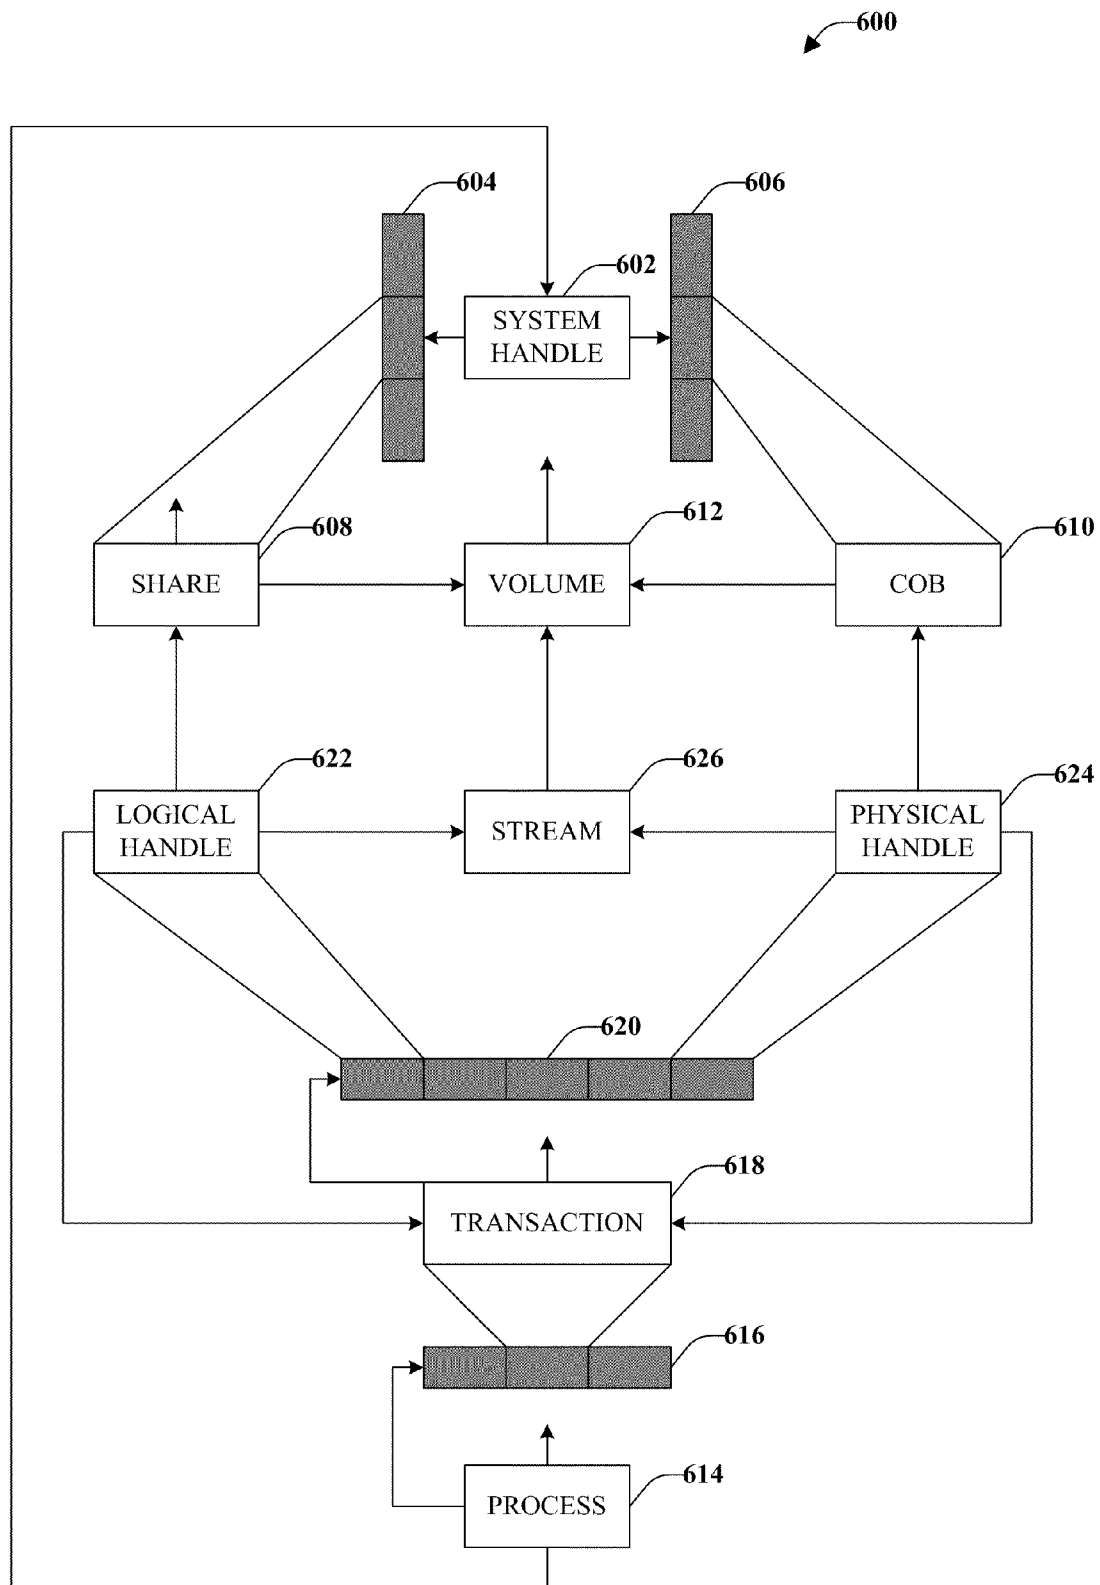 600
604
606
602
SYSTEM
HANDLE
608
612
610
SHARE
VOLUME
COB
622
626
624
LOGICAL
HANDLE
STREAM
PHYSICAL
HANDLE
620
618
TRANSACTION
616
614
PROCESS